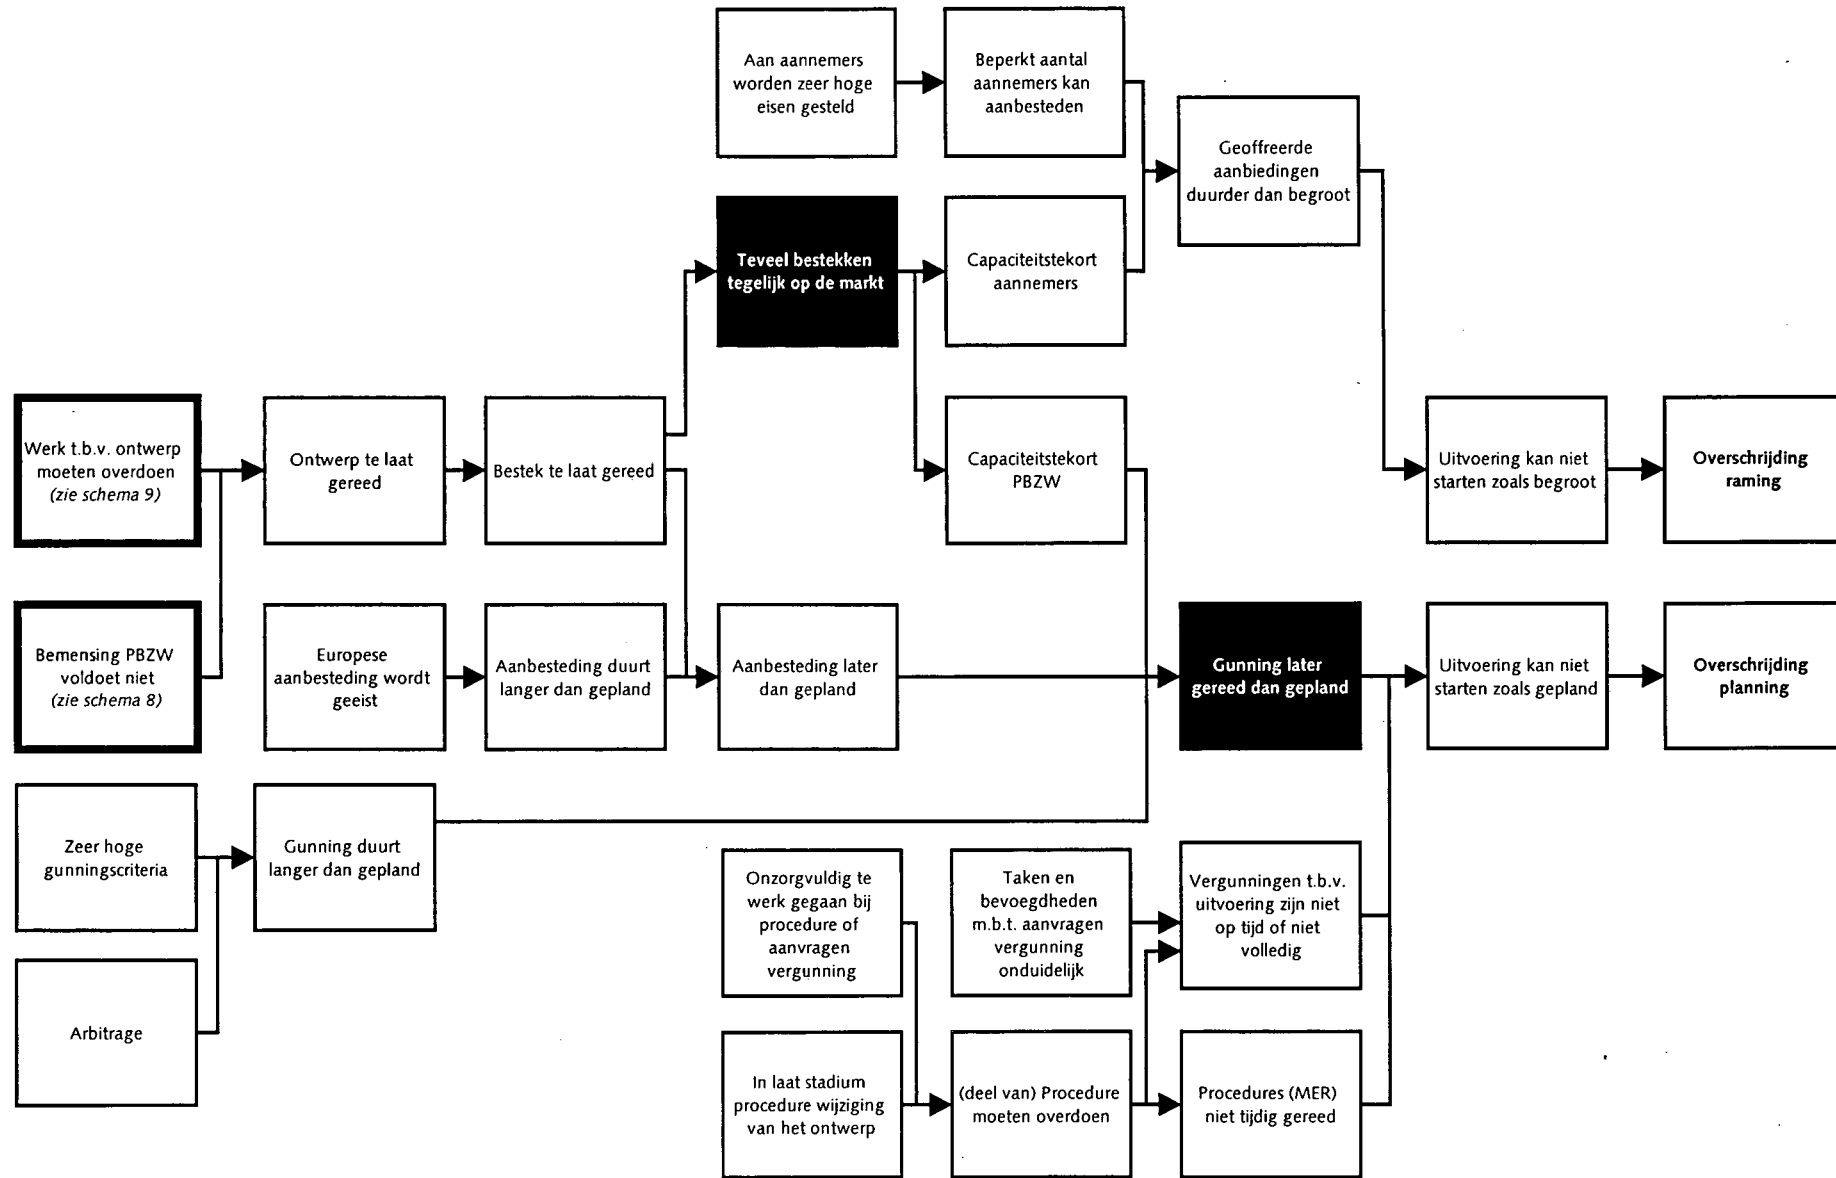 Aan aannemers
worden zeer hoge
eisen gesteld
Beperkt aantal
aannemers kan
aanbesteden
Geoffreerde
aanbiedingen
duurder dan begroot
Teveel bestekken
tegelijk op de markt
Capaciteitstekort
aannemers
Werk t.b.v. ontwerp
moeten overdoen
(zie schema 9)
Ontwerp te laat
gereed
Bestek te laat gereed
Capaciteitstekort
PBZW
Uitvoering kan niet
starten zoals begroot
Overschrijding
raming
Bemensing PBZW
voldoet niet
(zie schema 8)
Europese
aanbesteding wordt
geeist
Aanbesteding duurt
langer dan gepland
Aanbesteding later
dan gepland
Gunning later
gereed dan gepland
Uitvoering kan niet
starten zoals gepland
Overschrijding
planning
Zeer hoge
gunningscriteria
Gunning duurt
langer dan gepland
Onzorgvuldig te
werk gegaan bij
procedure of
aanvragen
vergunning
Taken en
bevoegdheden
m.b.t. aanvragen
vergunning
onduidelijk
Vergunningen t.b.v.
uitvoering zijn niet
op tijd of niet
volledig
Arbitrage
In laat stadium
procedure wijziging
van het ontwerp
(deel van) Procedure
moeten overdoen
Procedures (MER)
niet tijdig gereed